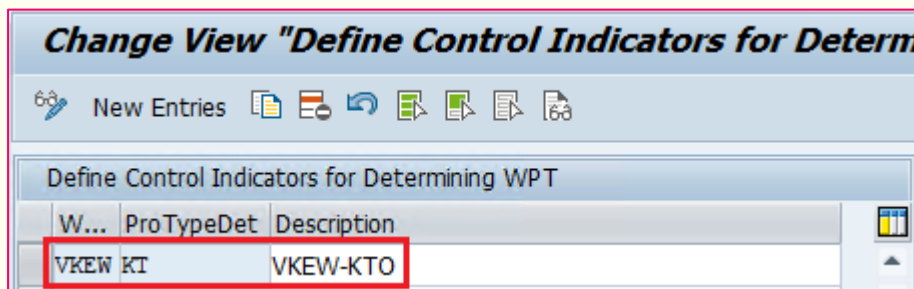 Change View "Define Control Indicators for Determ
New Entries
Define Control Indicators for Determining WPT
W... ProTypeDet Description
VKEW KT VKEW-KTO